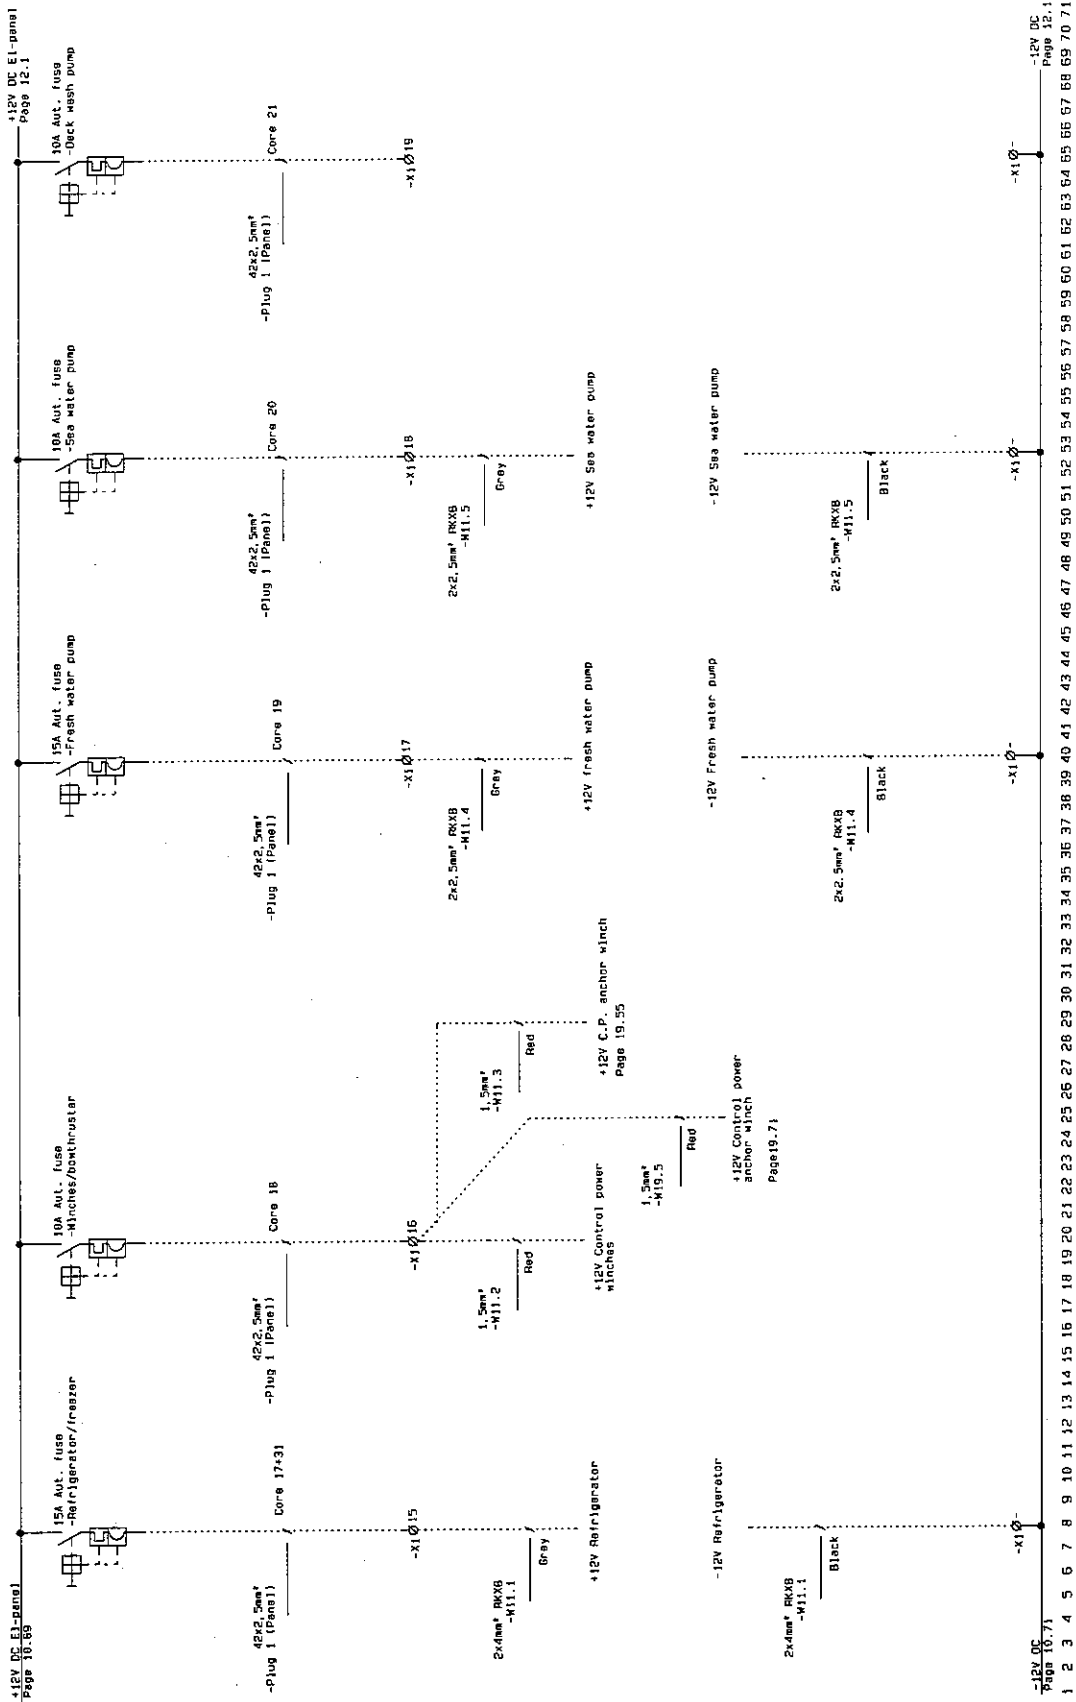 +12V DC El-panel
Page 10.69
15A Aut. fuse
-Refrigerator/freezer
42x2,5mm²
-Plug 1 (Panel)
Core 17+31
-X1 15
2x4mm² RKXB
-W11.1
Gray
+12V Refrigerator
-12V Refrigerator
2x4mm² RKXB
-W11.1
Black
-X1 -
10A Aut. fuse
-Winches/bowthruster
42x2,5mm²
-Plug 1 (Panel)
Core 18
-X1 16
1,5mm²
-W11.2
Red
+12V Control power
winches
1,5mm²
-W11.3
Red
+12V C.P. anchor winch
Page 19.55
1,5mm²
-W19.5
Red
+12V Control power
anchor winch
Page19.71
15A Aut. fuse
-Fresh water pump
42x2,5mm²
-Plug 1 (Panel)
Core 19
-X1 17
2x2,5mm² RKXB
-W11.4
Gray
+12V fresh water pump
-12V Fresh water pump
2x2.5mm² RKXB
-W11.4
Black
-X1 -
10A Aut. fuse
-Sea water pump
42x2,5mm²
-Plug 1 (Panel)
Core 20
-X1 18
2x2,5mm² RKXB
-W11.5
Gray
+12V Sea water pump
-12V Sea water pump
2x2,5mm² RKXB
-W11.5
Black
-X1 -
10A Aut. fuse
-Deck wash pump
42x2,5mm²
-Plug 1 (Panel)
Core 21
-X1 19
-X1 -
+12V DC El-panel
Page 12.1
-12V DC
Page 10.71
-12V DC
Page 12.1
1 2 3 4 5 6 7 8 9 10 11 12 13 14 15 16 17 18 19 20 21 22 23 24 25 26 27 28 29 30 31 32 33 34 35 36 37 38 39 40 41 42 43 44 45 46 47 48 49 50 51 52 53 54 55 56 57 58 59 60 61 62 63 64 65 66 67 68 69 70 71